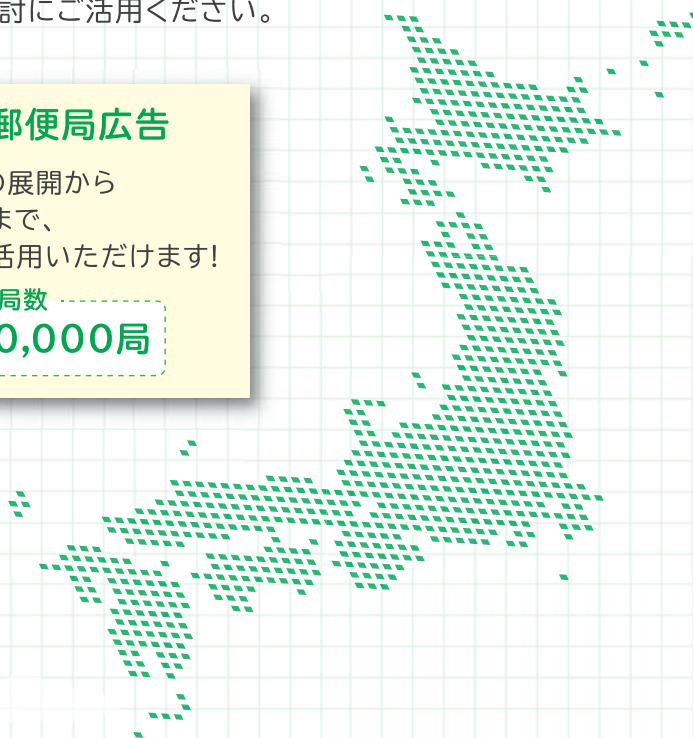 討にご活用ください。
郵便局広告
の展開から
まで、
活用いただけます!
局数
0,000局